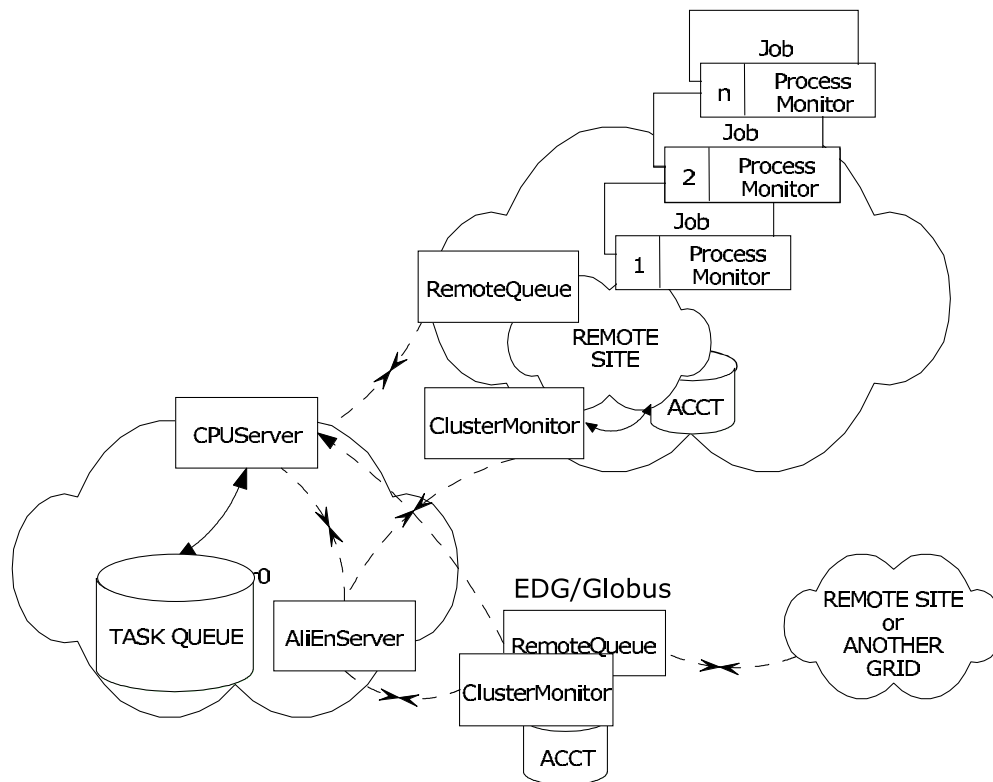 Job
n
Process
Monitor
Job
2
Process
Monitor
Job
1
Process
Monitor
RemoteQueue
REMOTE
SITE
ClusterMonitor
ACCT
CPUServer
TASK QUEUE
0
AliEnServer
EDG/Globus
RemoteQueue
ClusterMonitor
ACCT
REMOTE SITE
or
ANOTHER
GRID